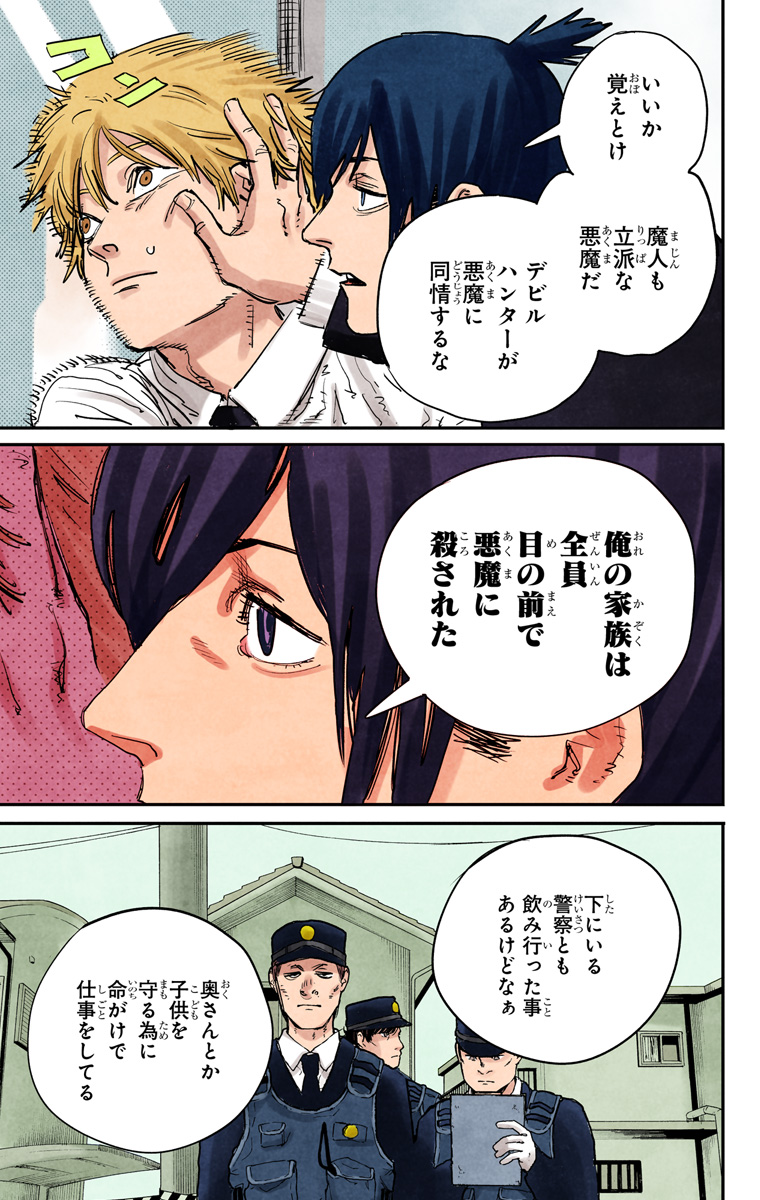 いいか
覚えとけ
魔人も
立派な
悪魔だ
デビル
ハンターが
悪魔に
同情するな
コン
俺の家族は
全員
目の前で
悪魔に
殺された
下にいる
警察とも
飲み行った事
あるけどなぁ
奥さんとか
子供を
守る為に
命がけで
仕事をしてる